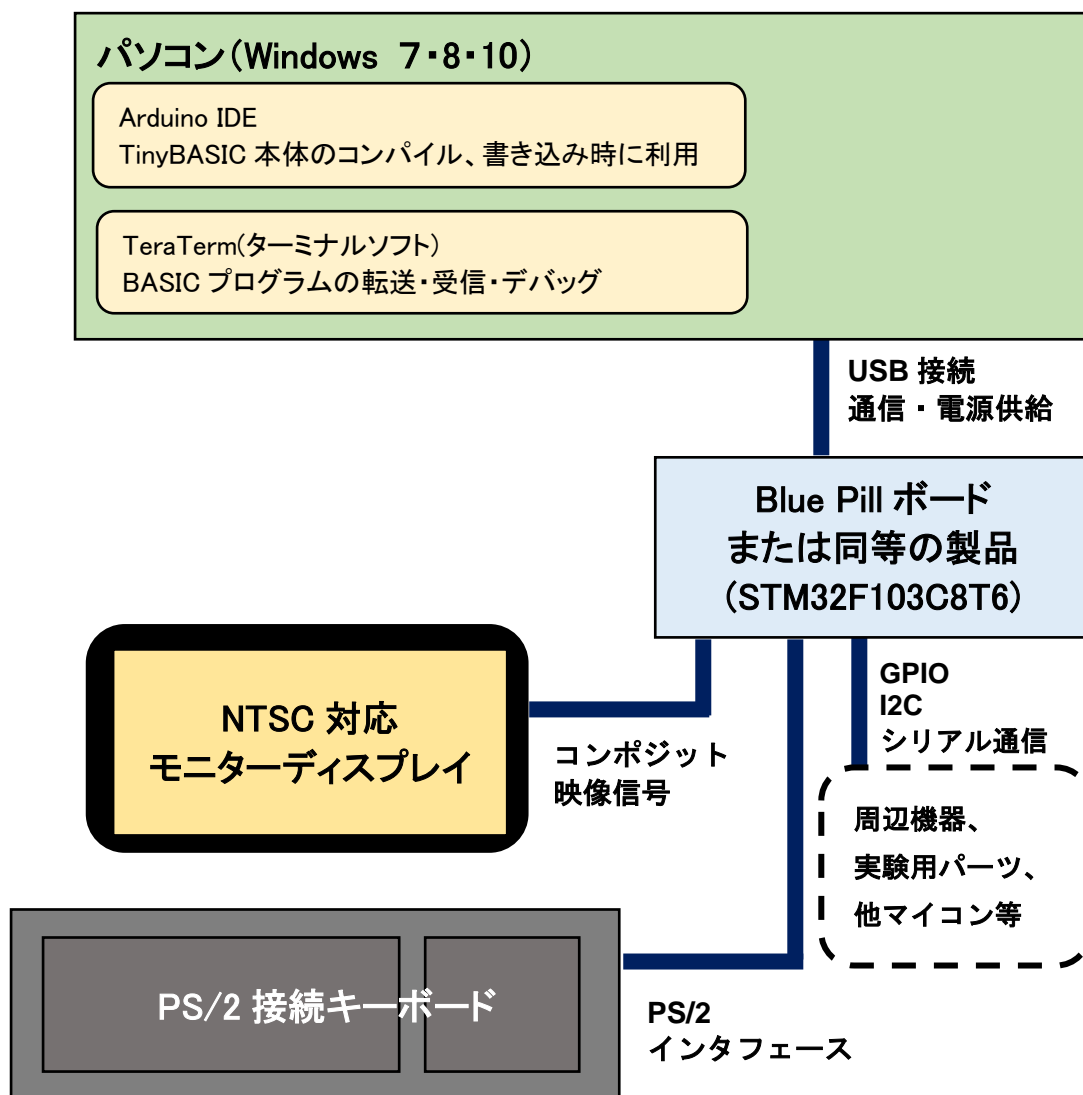 パソコン(Windows 7・8・10)
Arduino IDE
TinyBASIC 本体のコンパイル、書き込み時に利用
TeraTerm(ターミナルソフト)
BASIC プログラムの転送・受信・デバッグ
USB 接続
通信・電源供給
Blue Pill ボード
または同等の製品
(STM32F103C8T6)
NTSC 対応
モニターディスプレイ
コンポジット
映像信号
GPIO
I2C
シリアル通信
周辺機器、
実験用パーツ、
他マイコン等
PS/2 接続キーボード
PS/2
インタフェース